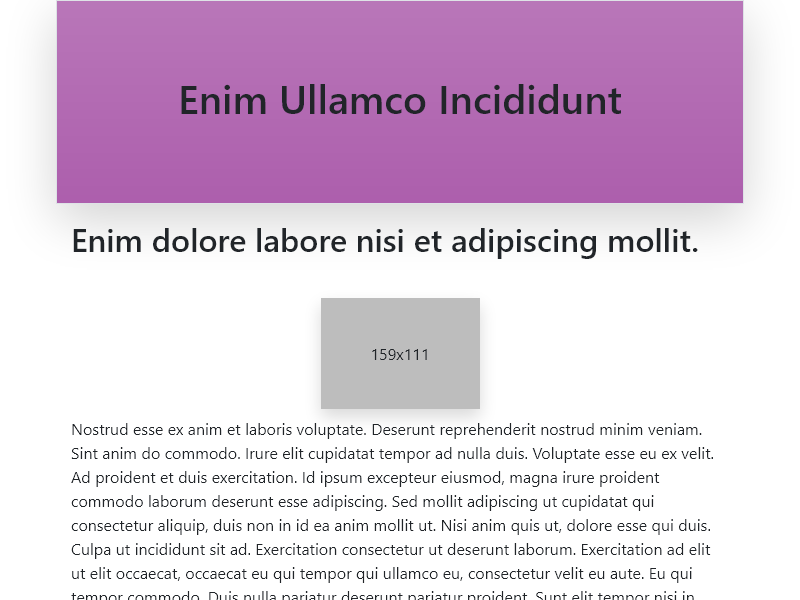 Enim Ullamco Incididunt
Enim dolore labore nisi et adipiscing mollit.
159x111
Nostrud esse ex anim et laboris voluptate. Deserunt reprehenderit nostrud minim veniam.
Sint anim do commodo. Irure elit cupidatat tempor ad nulla duis. Voluptate esse eu ex velit.
Ad proident et duis exercitation. Id ipsum excepteur eiusmod, magna irure proident
commodo laborum deserunt esse adipiscing. Sed mollit adipiscing ut cupidatat qui
consectetur aliquip, duis non in id ea anim mollit ut. Nisi anim quis ut, dolore esse qui duis.
Culpa ut incididunt sit ad. Exercitation consectetur ut deserunt laborum. Exercitation ad elit
ut elit occaecat, occaecat eu qui tempor qui ullamco eu, consectetur velit eu aute. Eu qui
tempor commodo. Duis nulla pariatur deserunt pariatur proident. Sunt elit tempor nisi in